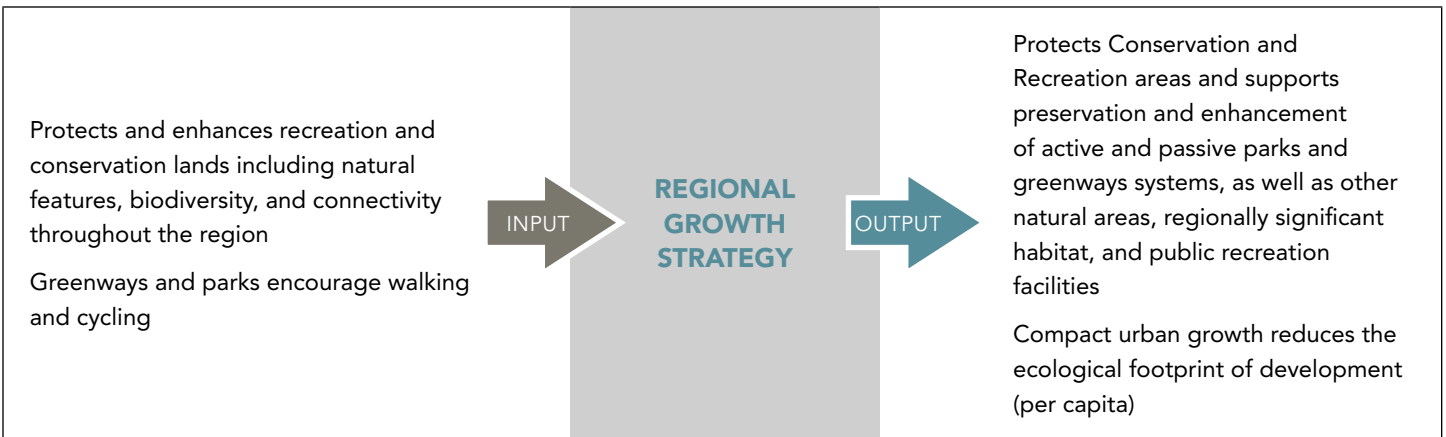 Protects and enhances recreation and
conservation lands including natural
features, biodiversity, and connectivity
throughout the region
Greenways and parks encourage walking
and cycling
INPUT
REGIONAL
GROWTH
STRATEGY
OUTPUT
Protects Conservation and
Recreation areas and supports
preservation and enhancement
of active and passive parks and
greenways systems, as well as other
natural areas, regionally significant
habitat, and public recreation
facilities
Compact urban growth reduces the
ecological footprint of development
(per capita)